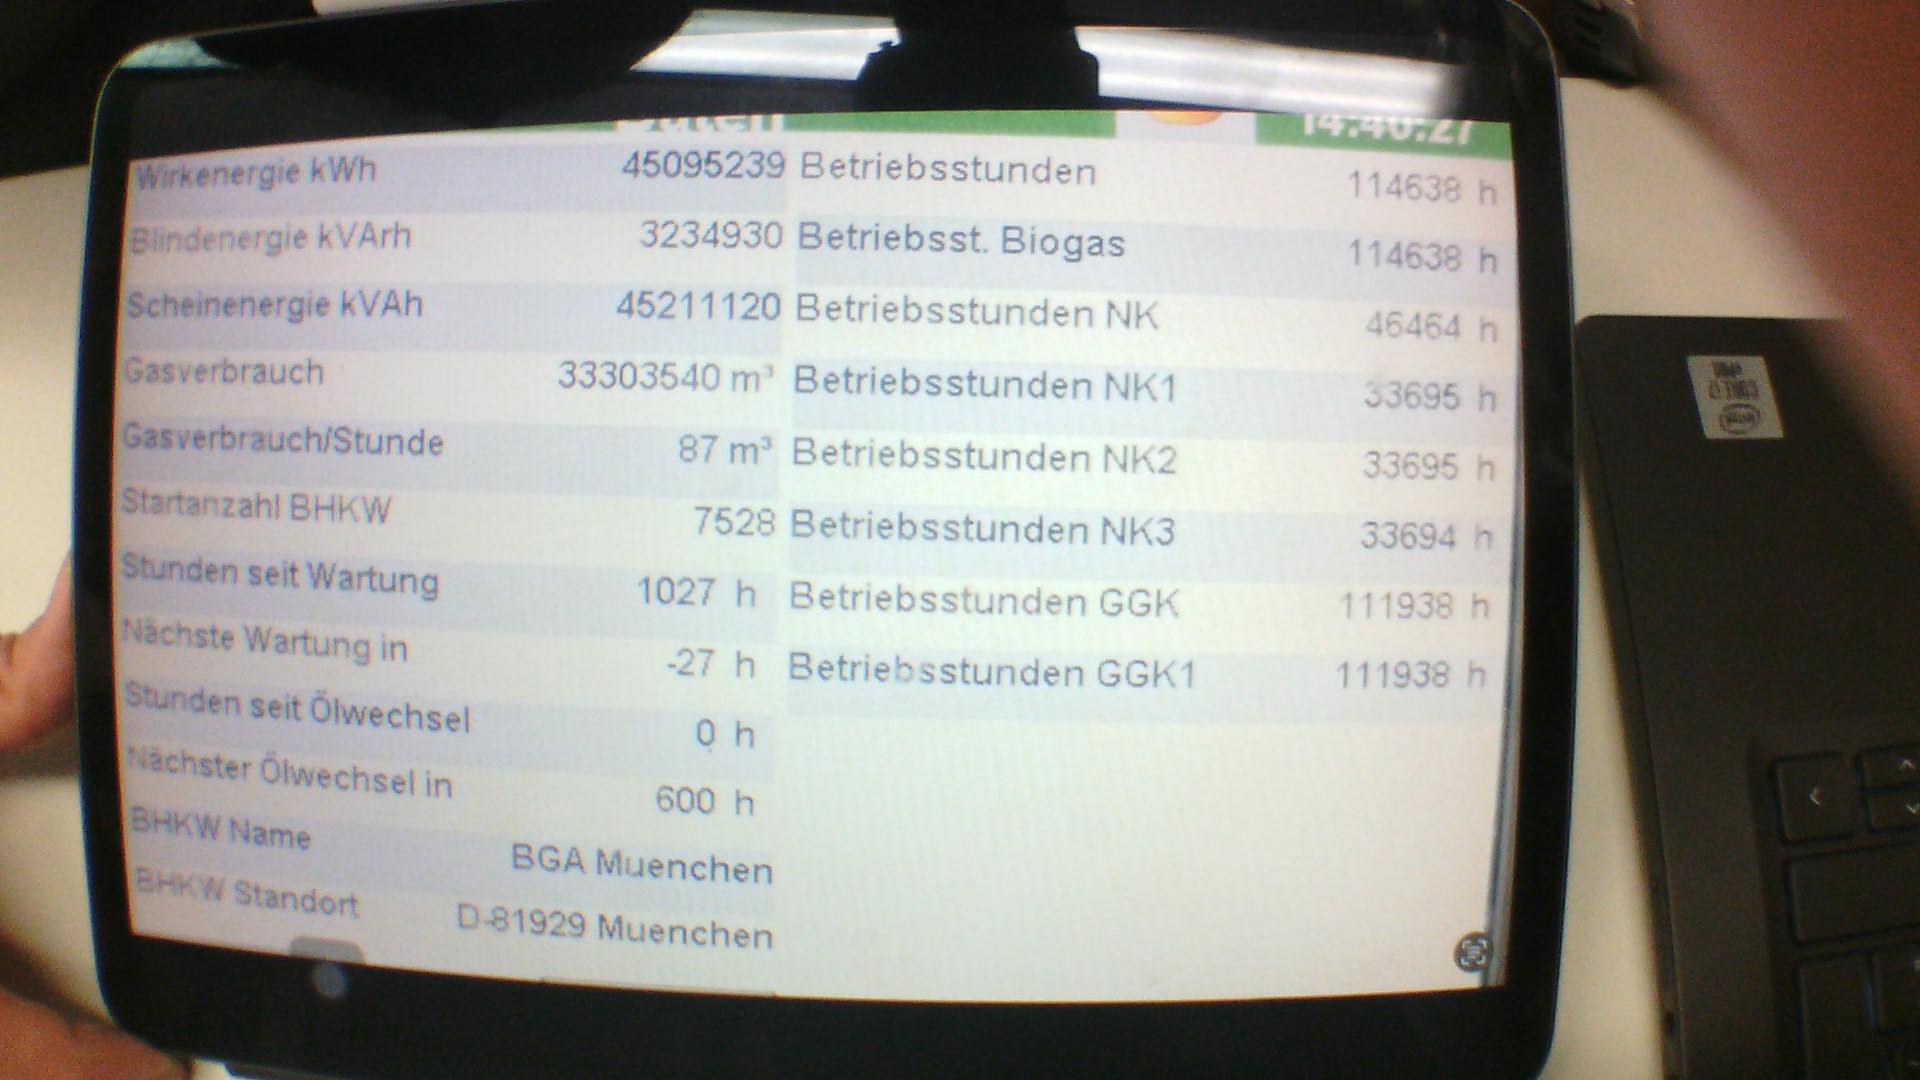 Daten
14:40:27
Wirkenergie kWh 45095239
Blindenergie kVArh 3234930
Scheinenergie kVAh 45211120
Gasverbrauch 33303540 m³
Gasverbrauch/Stunde 87 m³
Startanzahl BHKW 7528
Stunden seit Wartung 1027 h
Nächste Wartung in -27 h
Stunden seit Ölwechsel 0 h
Nächster Ölwechsel in 600 h
BHKW Name BGA Muenchen
BHKW Standort D-81929 Muenchen
Betriebsstunden 114638 h
Betriebsst. Biogas 114638 h
Betriebsstunden NK 46464 h
Betriebsstunden NK1 33695 h
Betriebsstunden NK2 33695 h
Betriebsstunden NK3 33694 h
Betriebsstunden GGK 111938 h
Betriebsstunden GGK1 111938 h